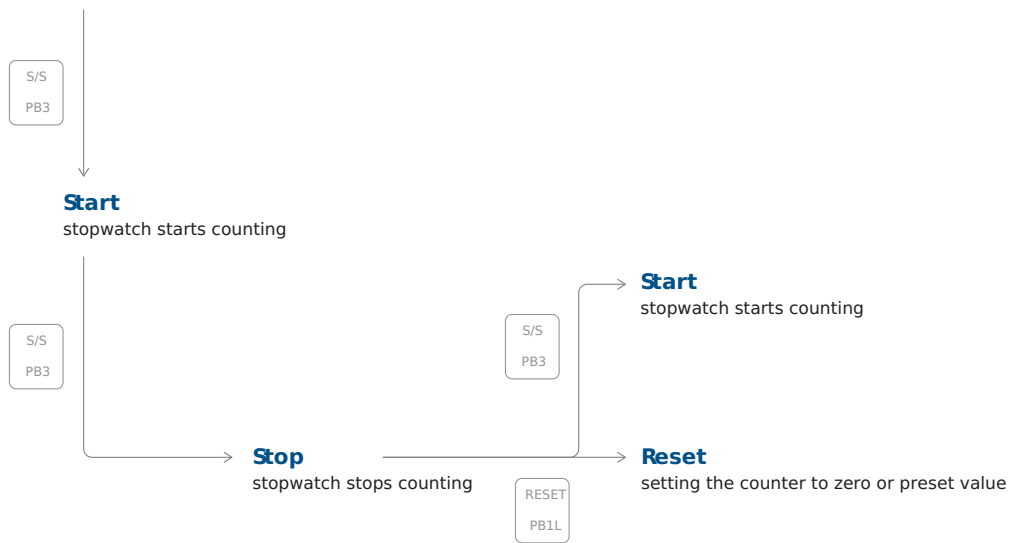 S/S
PB3
Start
stopwatch starts counting
Start
stopwatch starts counting
S/S
PB3
S/S
PB3
Stop
stopwatch stops counting
Reset
setting the counter to zero or preset value
RESET
PB1L